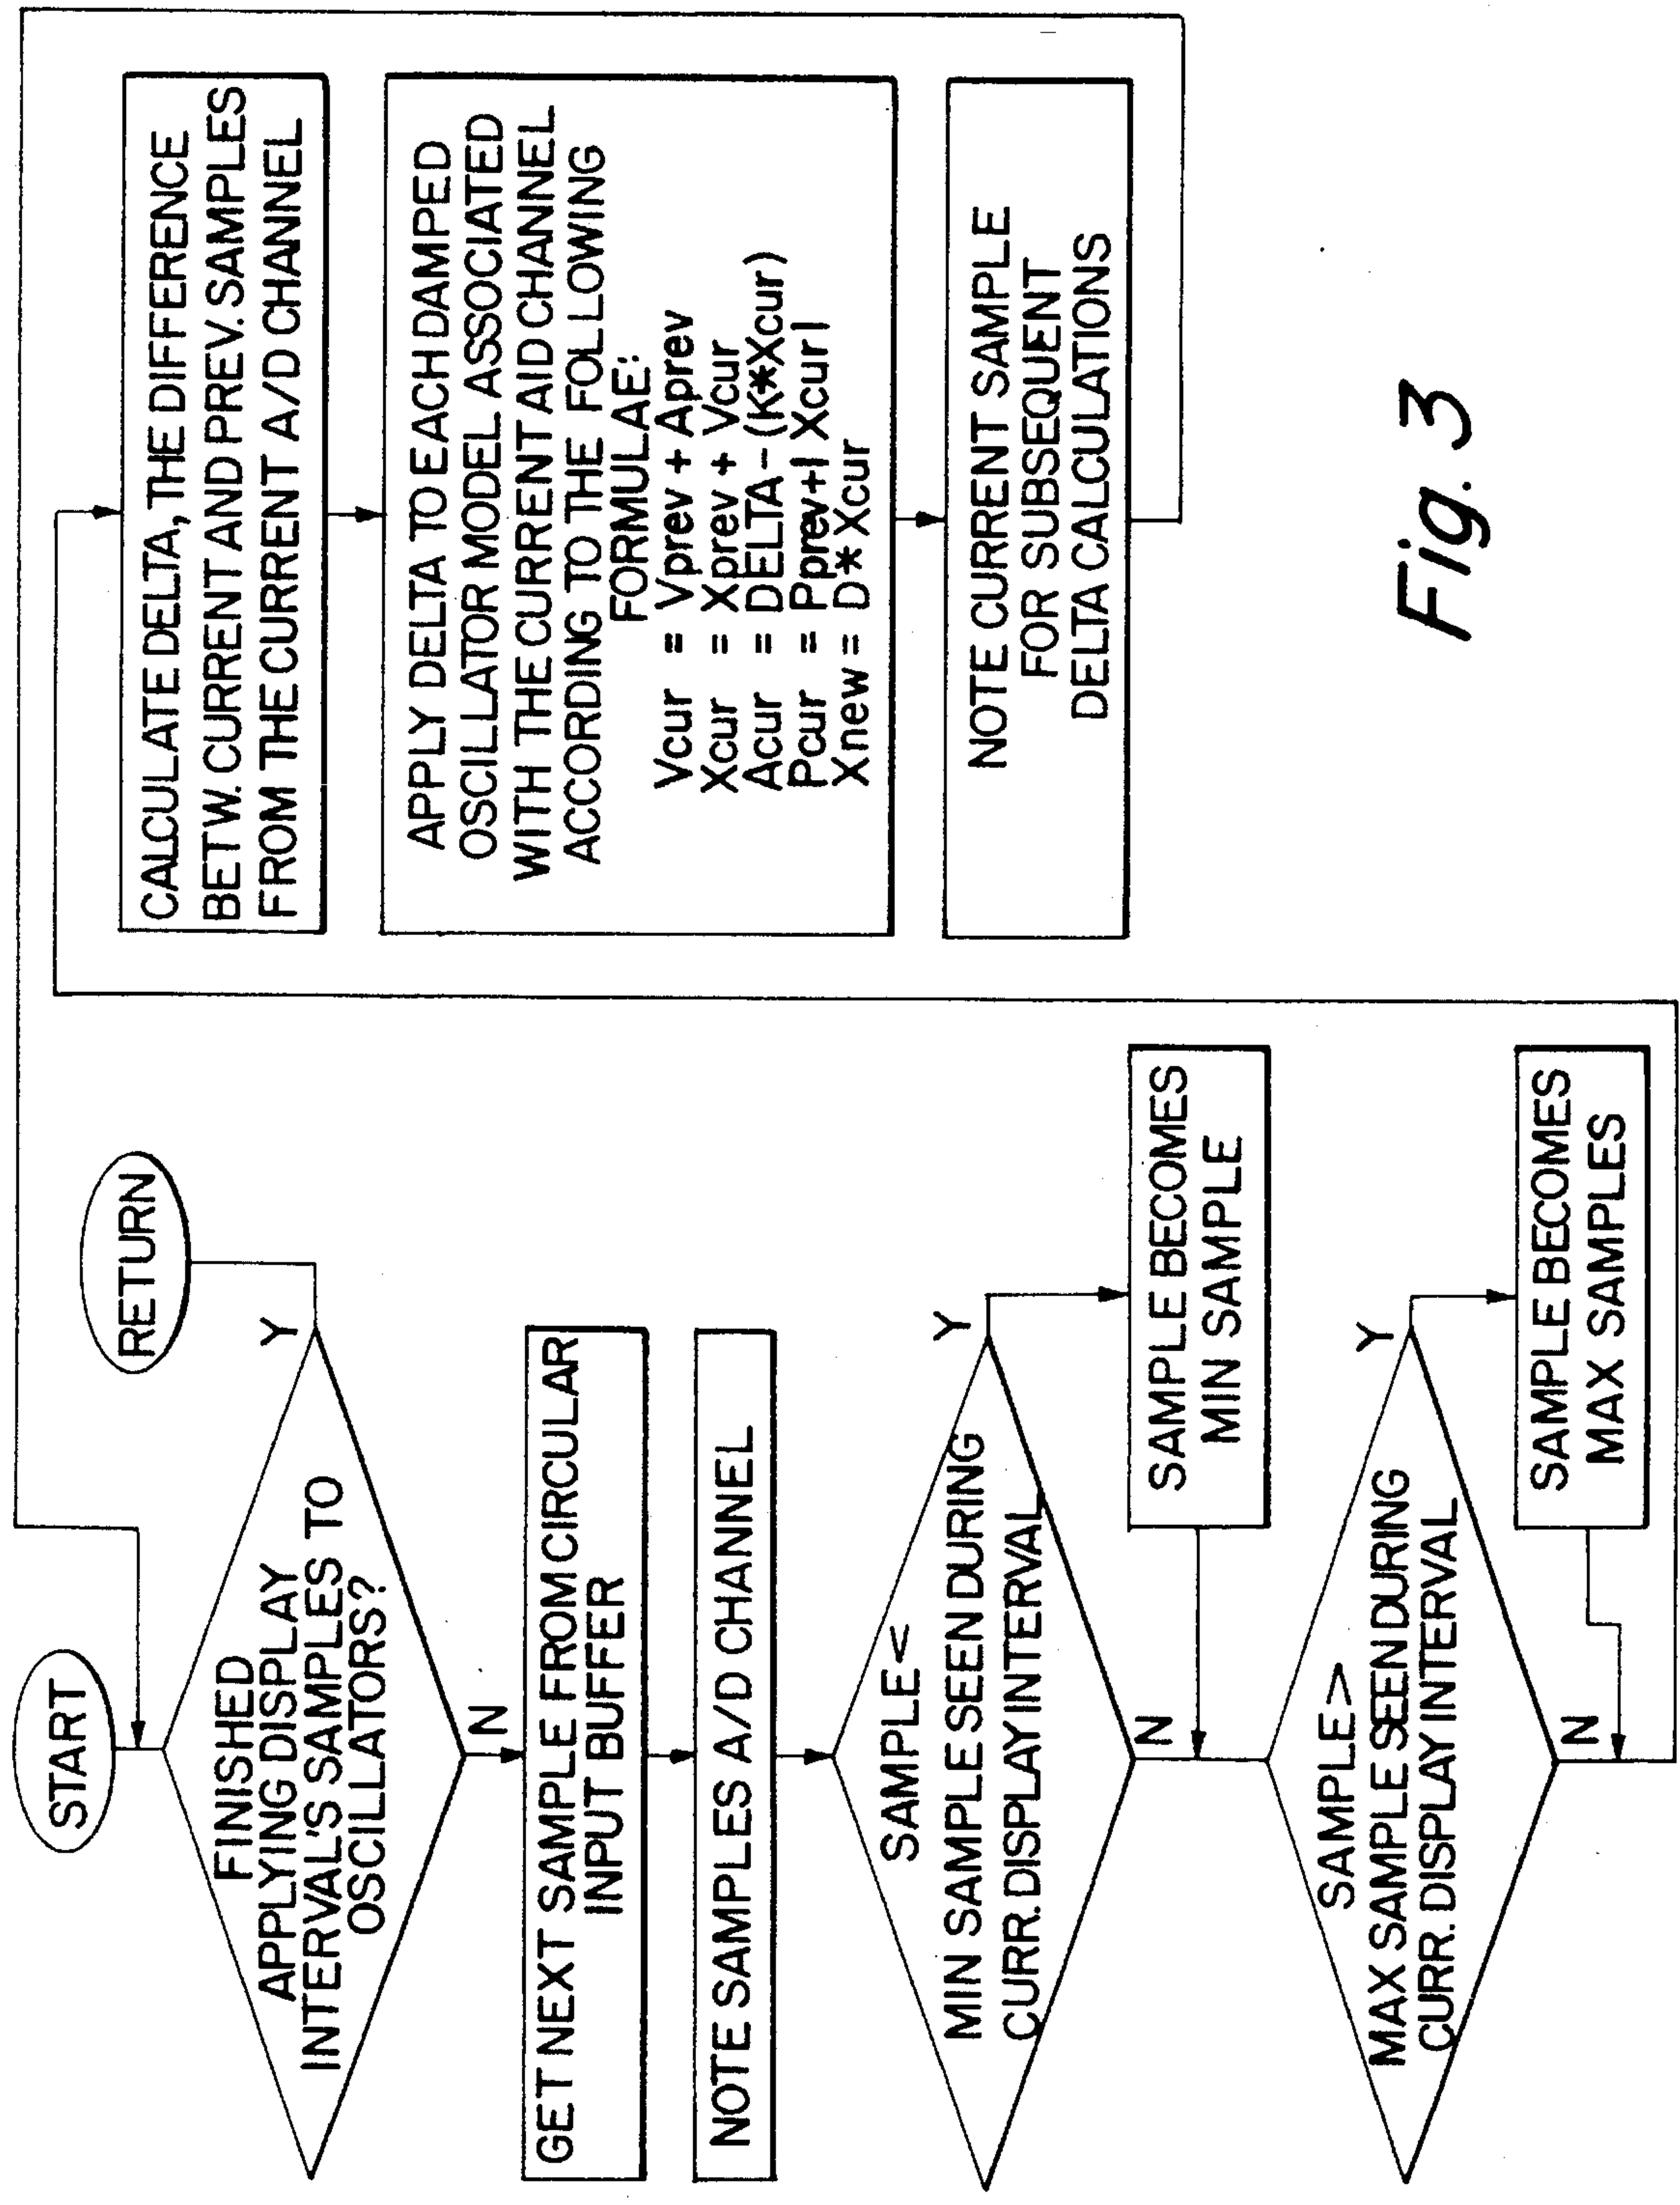 START
FINISHED
APPLYING DISPLAY
INTERVAL'S SAMPLES TO
OSCILLATORS?
Y
RETURN
N
GET NEXT SAMPLE FROM CIRCULAR
INPUT BUFFER
NOTE SAMPLES A/D CHANNEL
SAMPLE <
MIN SAMPLE SEEN DURING
CURR. DISPLAY INTERVAL
Y
N
SAMPLE BECOMES
MIN SAMPLE
SAMPLE >
MAX SAMPLE SEEN DURING
CURR. DISPLAY INTERVAL
Y
N
SAMPLE BECOMES
MAX SAMPLES
CALCULATE DELTA, THE DIFFERENCE
BETW. CURRENT AND PREV. SAMPLES
FROM THE CURRENT A/D CHANNEL
APPLY DELTA TO EACH DAMPED
OSCILLATOR MODEL ASSOCIATED
WITH THE CURRENT AID CHANNEL
ACCORDING TO THE FOLLOWING
FORMULAE:
Vcur = Vprev + Aprev
Xcur = Xprev + Vcur
Acur = DELTA - (K*Xcur)
Pcur = Pprev+| Xcur|
Xnew = D* Xcur
NOTE CURRENT SAMPLE
FOR SUBSEQUENT
DELTA CALCULATIONS
Fig. 3